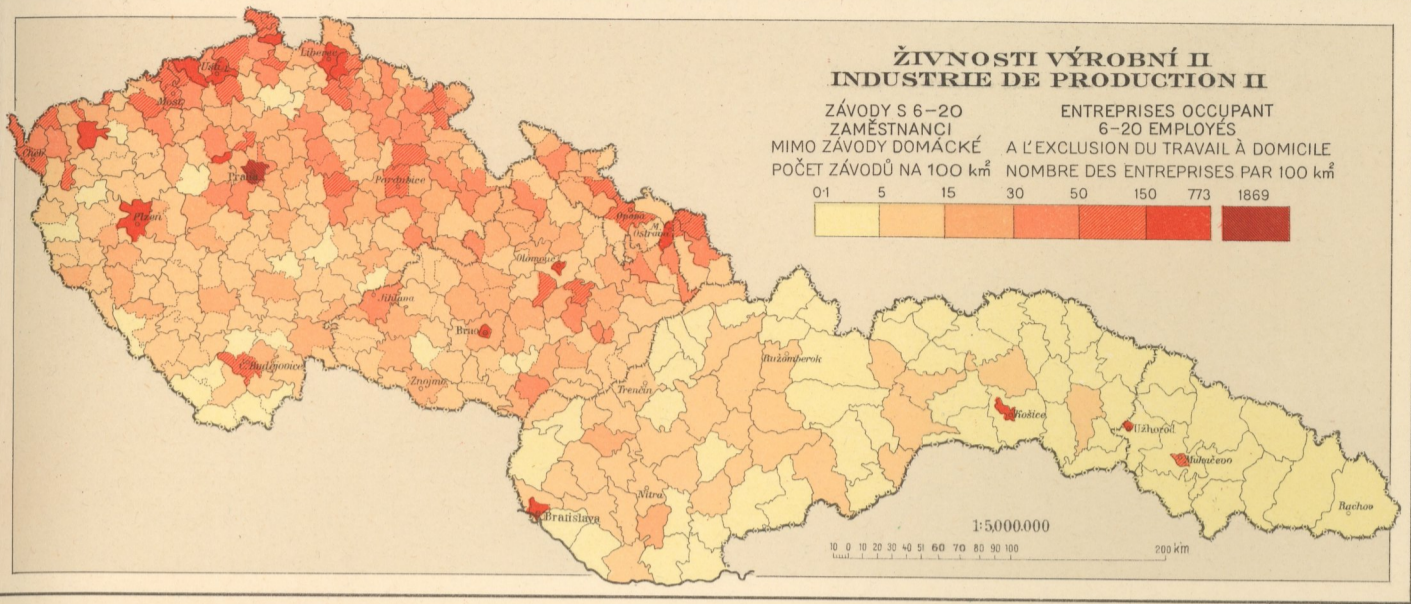 ŽIVNOSTI VÝROBNÍ II
INDUSTRIE DE PRODUCTION II
ZÁVODY S 6–20
ZAMĚSTNANCI
MIMO ZÁVODY DOMÁCKÉ
POČET ZÁVODŮ NA 100 km²
ENTREPRISES OCCUPANT
6–20 EMPLOYÉS
A L'EXCLUSION DU TRAVAIL À DOMICILE
NOMBRE DES ENTREPRISES PAR 100 km²
0·1 5 15 30 50 150 773 1869
Liberec
Ústí n. L.
Most
Cheb
Praha
Pardubice
Plzeň
Opava
M. Ostrava
Olomouc
Jihlava
Brno
Č. Budějovice
Znojmo
Trenčín
Ružomberok
Košice
Užhorod
Mukačevo
Nitra
Bratislava
Rachov
1:5,000.000
10 0 10 20 30 40 50 60 70 80 90 100 200 km